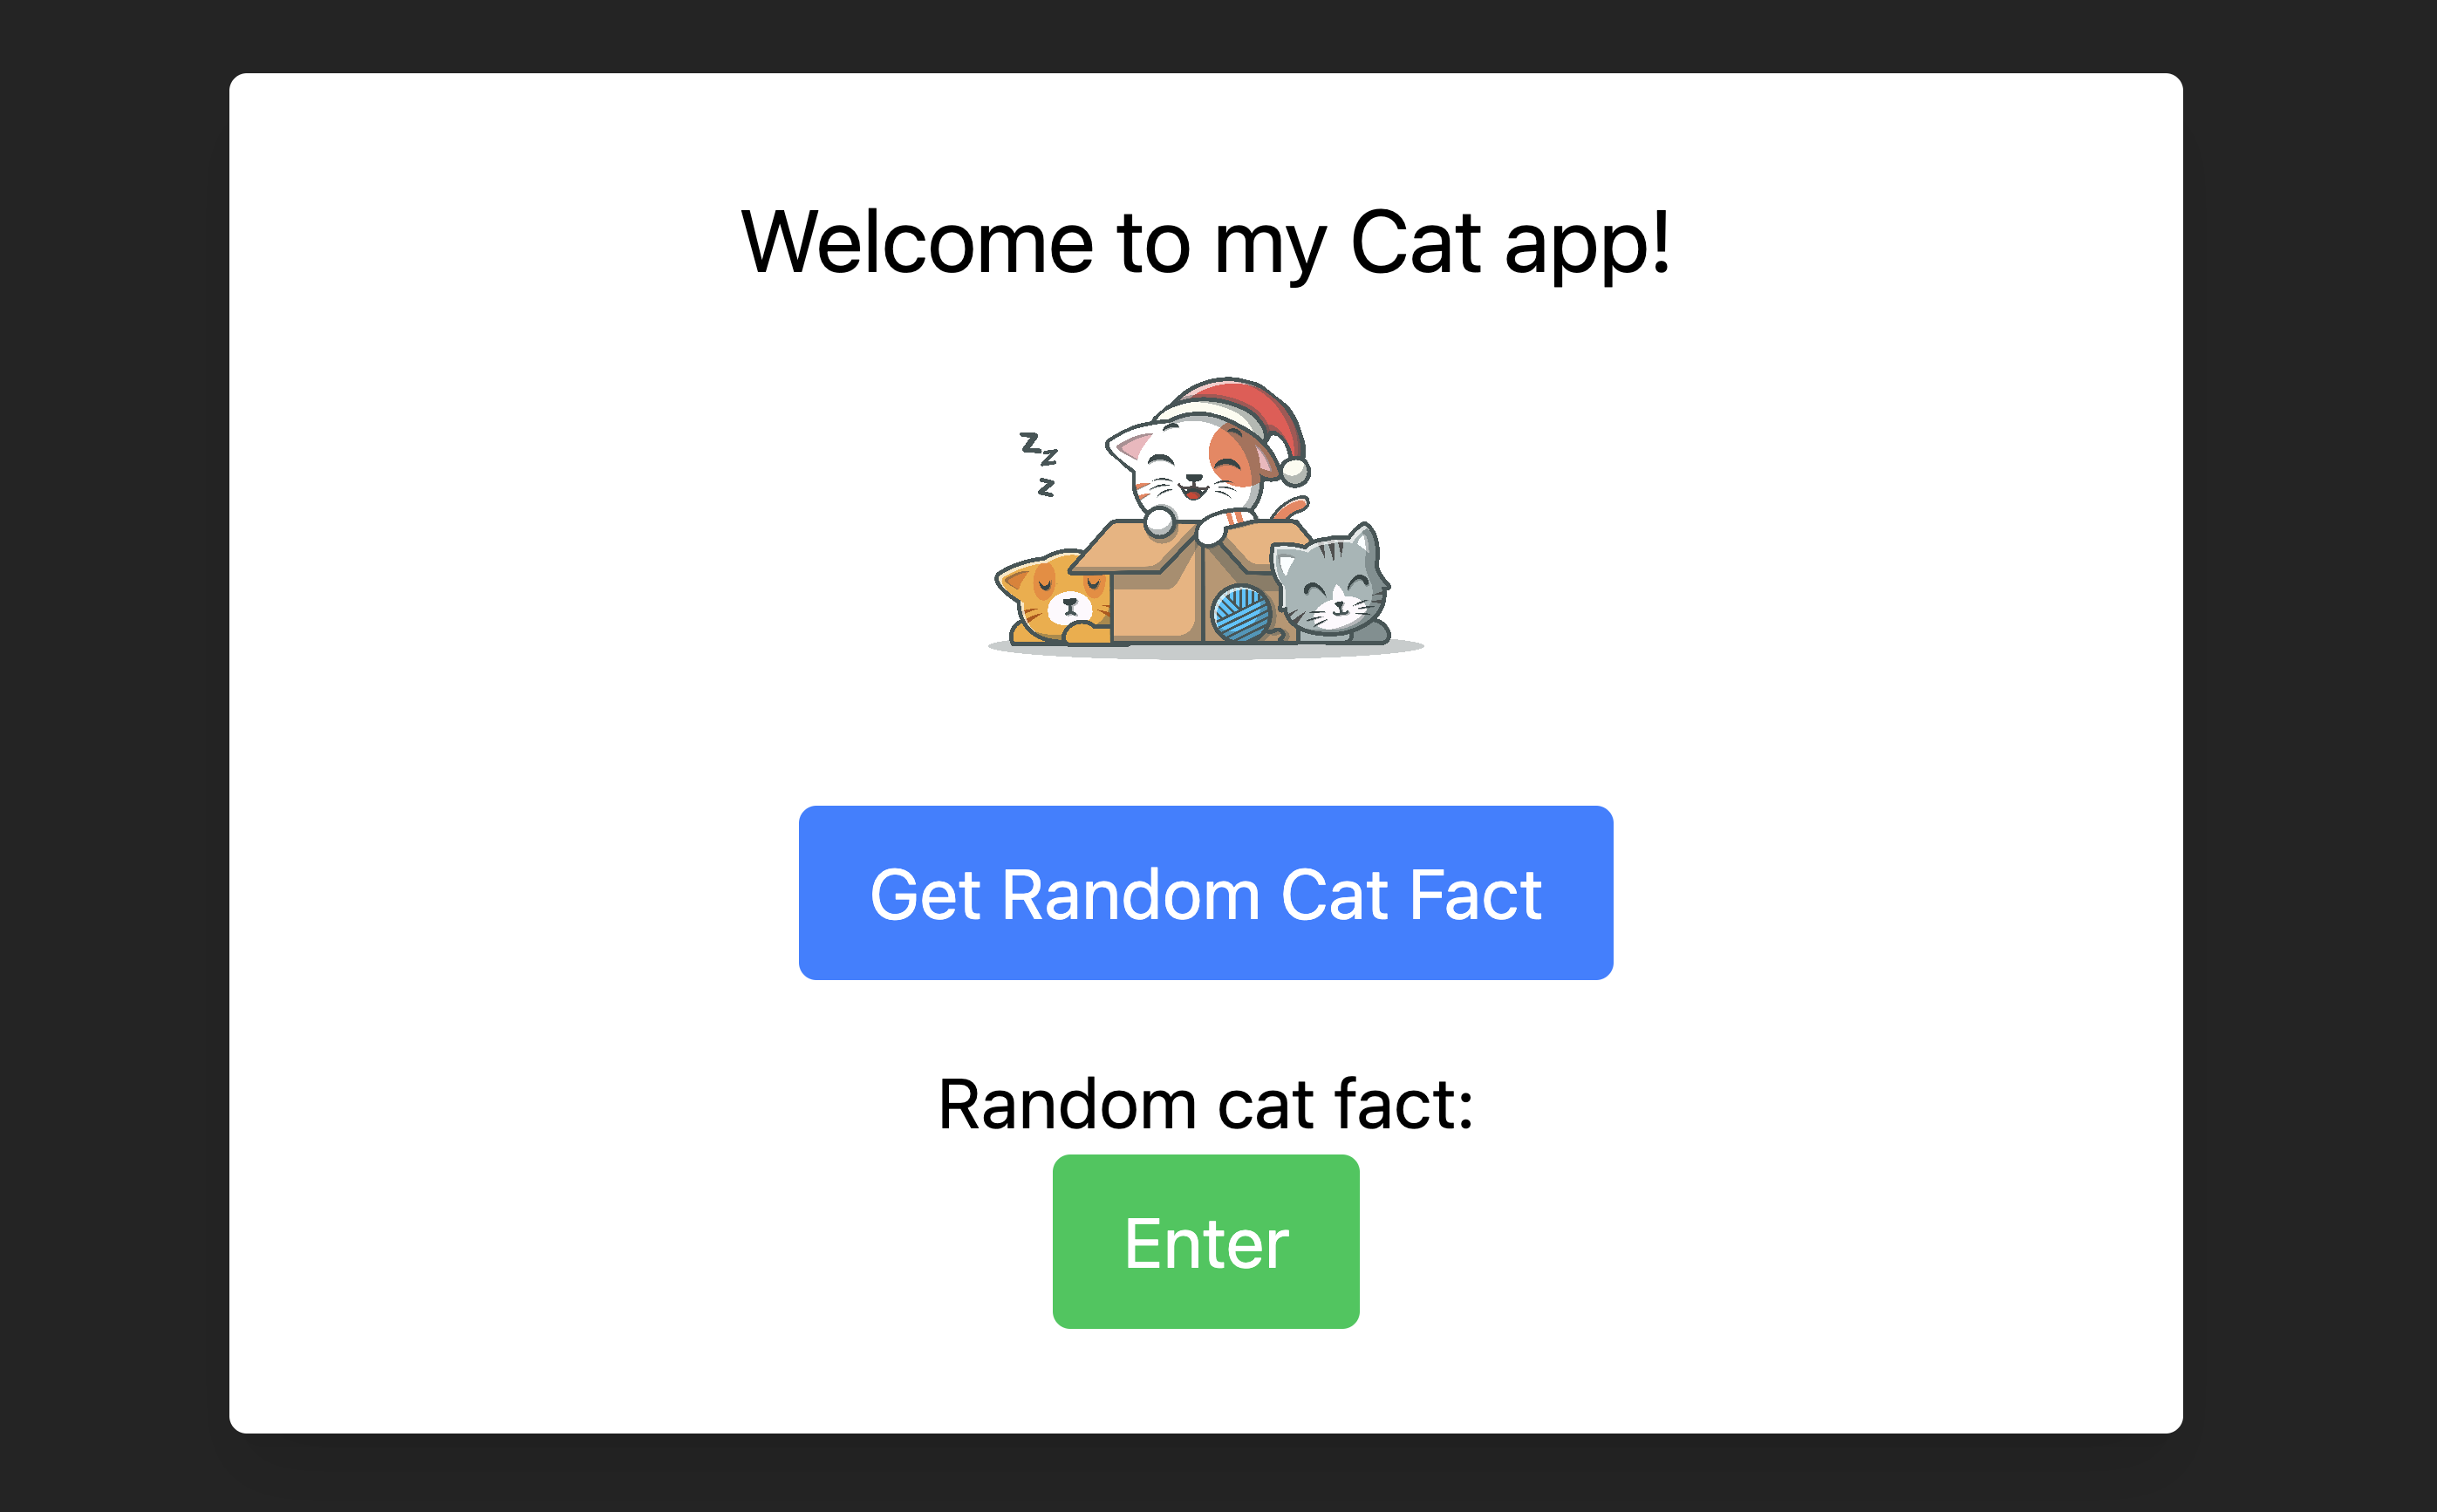 Welcome to my Cat app!
z
z
z
Get Random Cat Fact
Random cat fact:
Enter